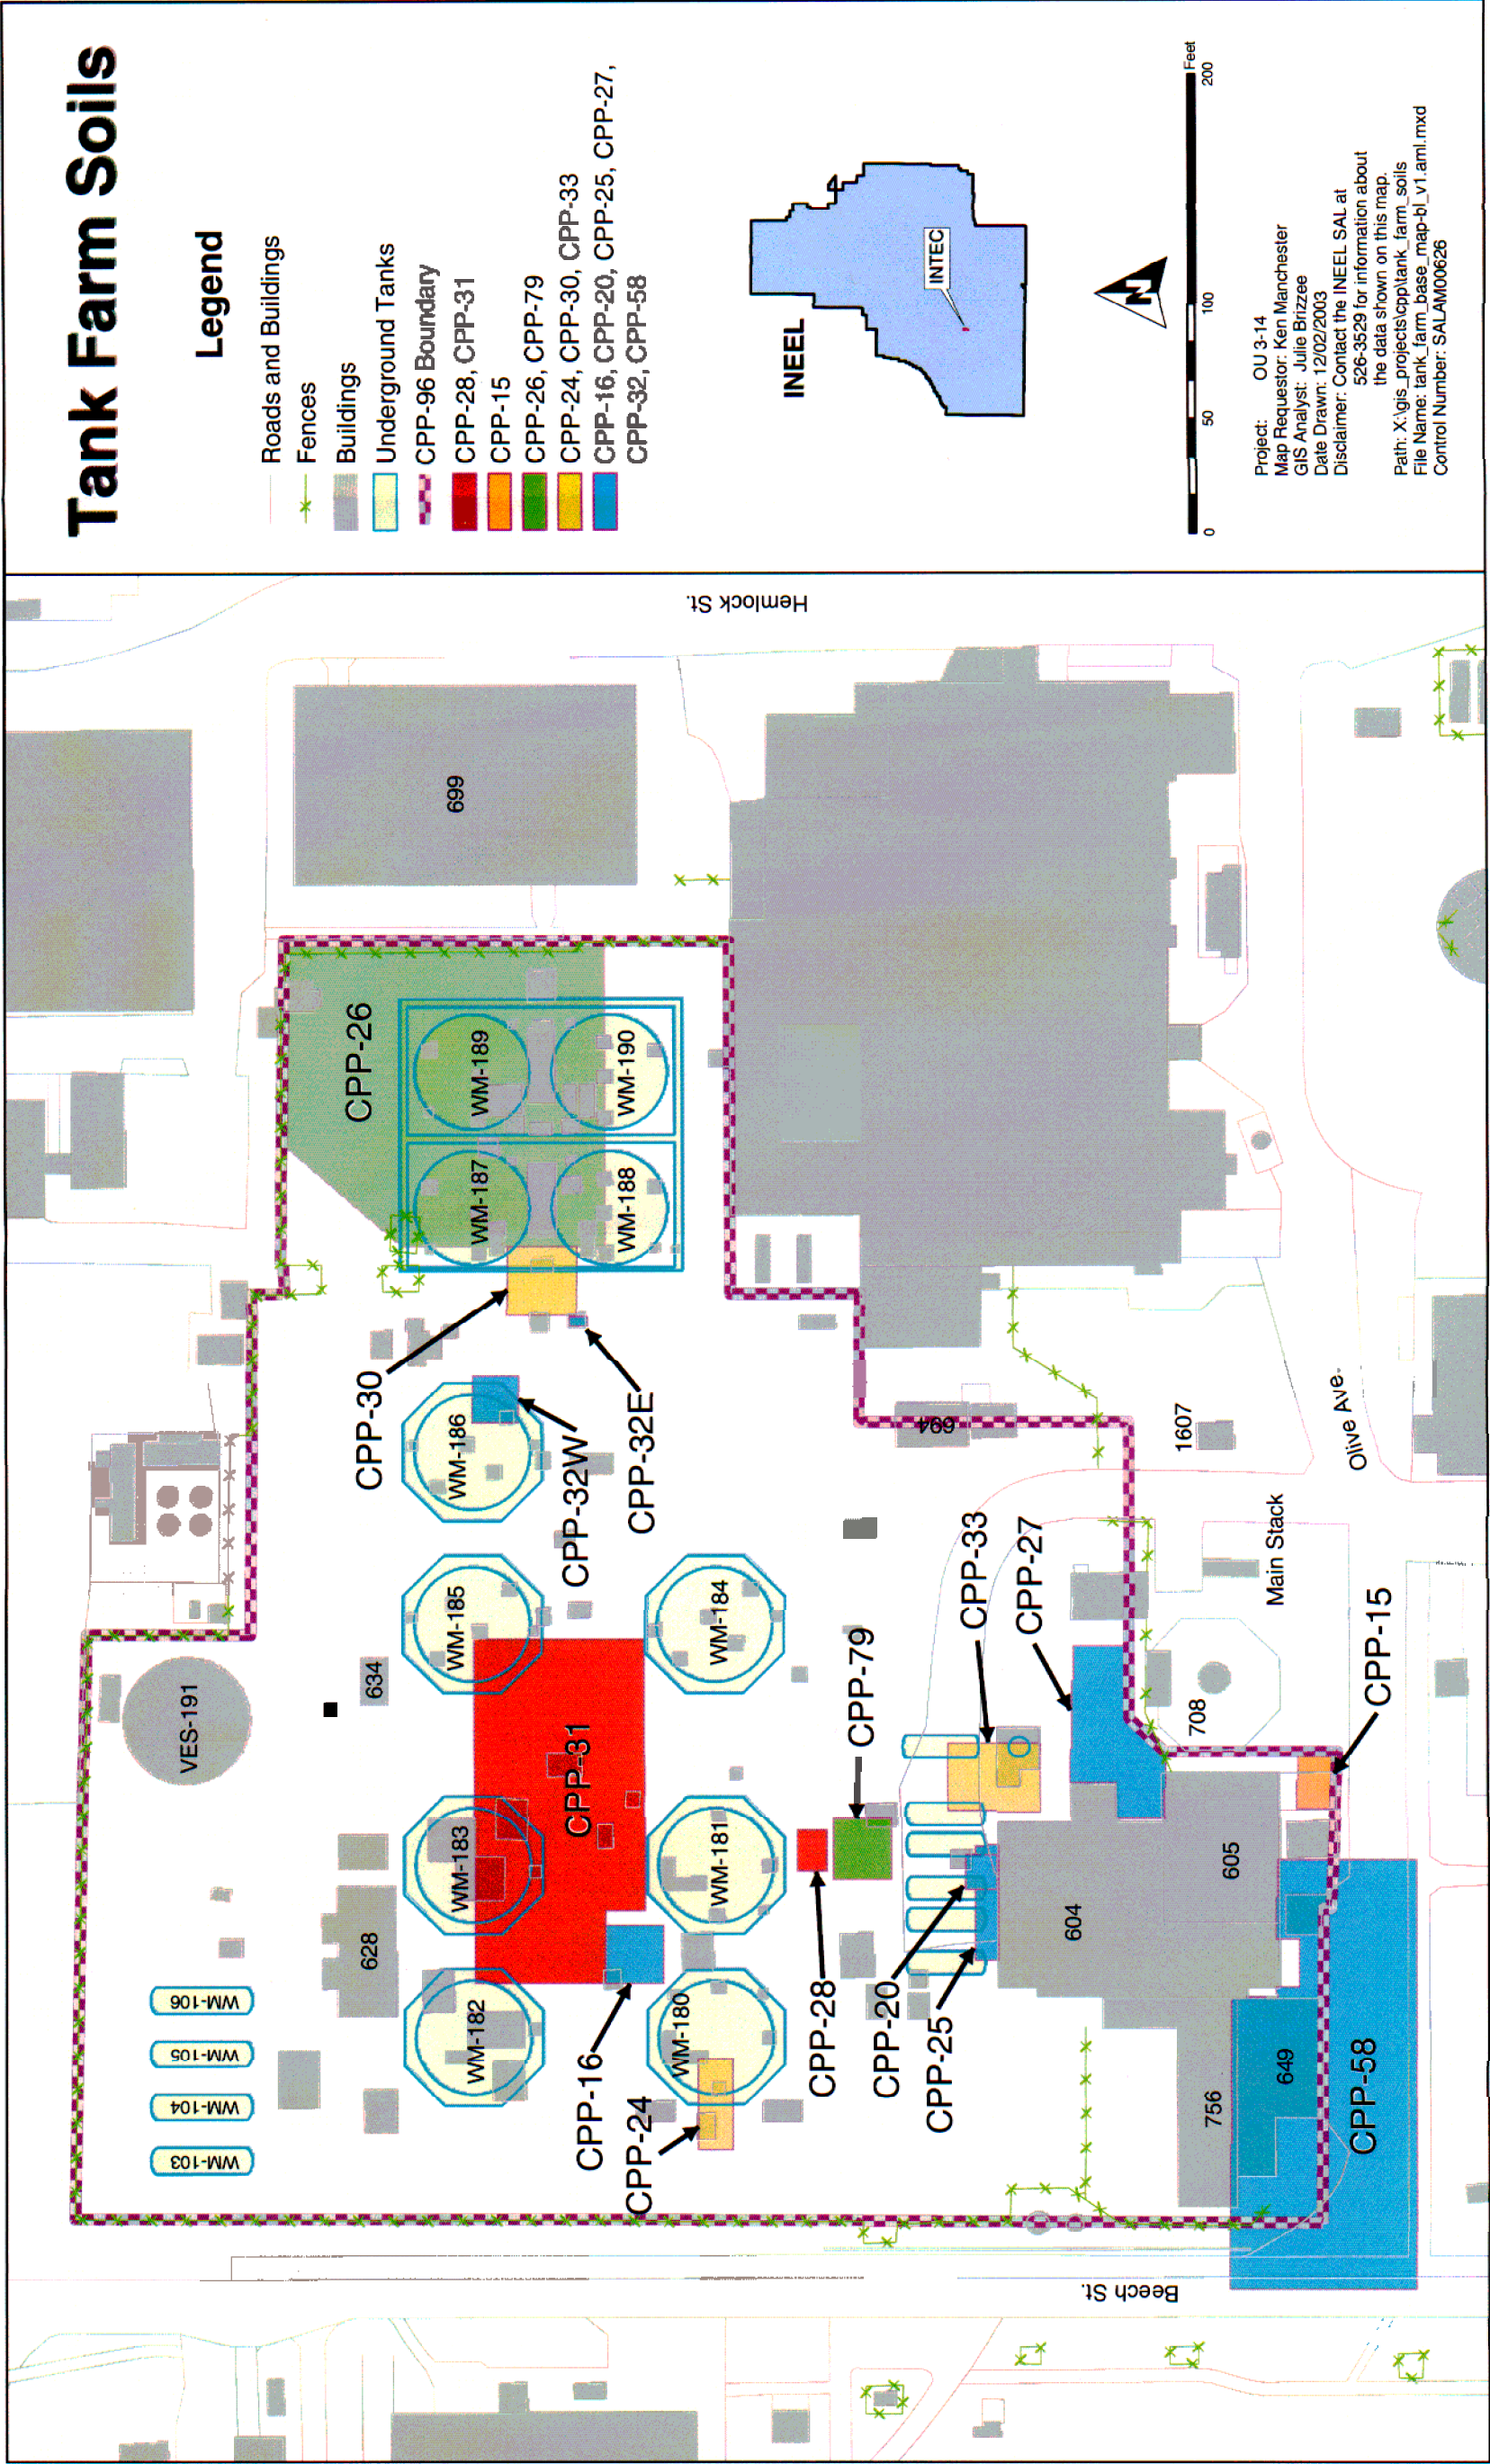 Tank Farm Soils
Legend
Roads and Buildings
Fences
Buildings
Underground Tanks
CPP-96 Boundary
CPP-28, CPP-31
CPP-15
CPP-26, CPP-79
CPP-24, CPP-30, CPP-33
CPP-16, CPP-20, CPP-25, CPP-27,
CPP-32, CPP-58
INEEL
INTEC
N
0
50
100
200
Feet
Project: OU 3-14
Map Requestor: Ken Manchester
GIS Analyst: Julie Brizzee
Date Drawn: 12/02/2003
Disclaimer: Contact the INEEL SAL at
526-3529 for information about
the data shown on this map.
Path: X:\gis_projects\cpp\tank_farm_soils
File Name: tank_farm_base_map-bl_v1.aml.mxd
Control Number: SALAM00626
Hemlock St.
699
CPP-26
WM-189
WM-190
WM-187
WM-188
CPP-30
WM-186
CPP-32W
CPP-32E
694
1607
Olive Ave.
Main Stack
VES-191
634
WM-185
WM-184
CPP-31
CPP-79
CPP-33
CPP-27
708
CPP-15
WM-183
WM-181
628
605
604
WM-106
WM-105
WM-104
WM-103
WM-182
WM-180
CPP-16
CPP-24
CPP-28
CPP-20
CPP-25
756
649
CPP-58
Beech St.